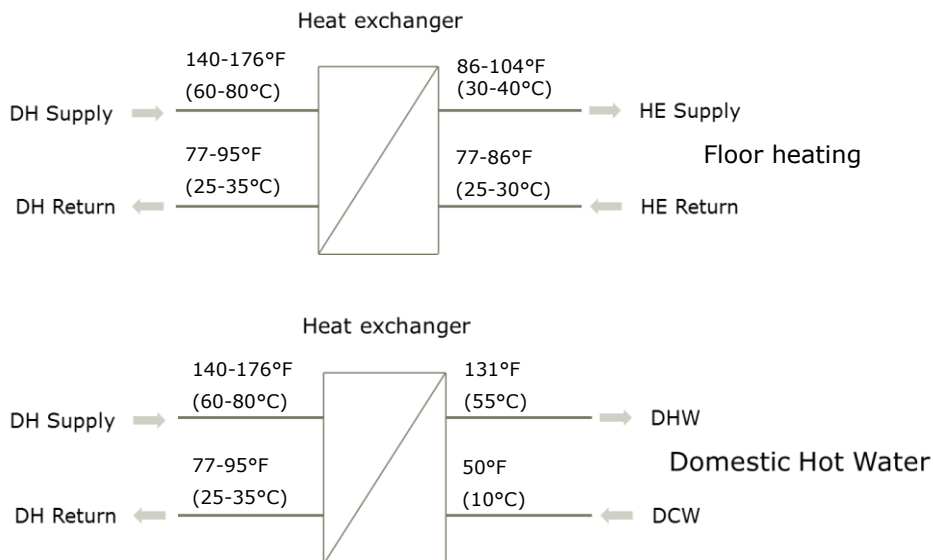 Heat exchanger
140-176°F
(60-80°C)
86-104°F
(30-40°C)
DH Supply
HE Supply
Floor heating
77-95°F
(25-35°C)
77-86°F
(25-30°C)
DH Return
HE Return
Heat exchanger
140-176°F
(60-80°C)
131°F
(55°C)
DH Supply
DHW
Domestic Hot Water
77-95°F
(25-35°C)
50°F
(10°C)
DH Return
DCW